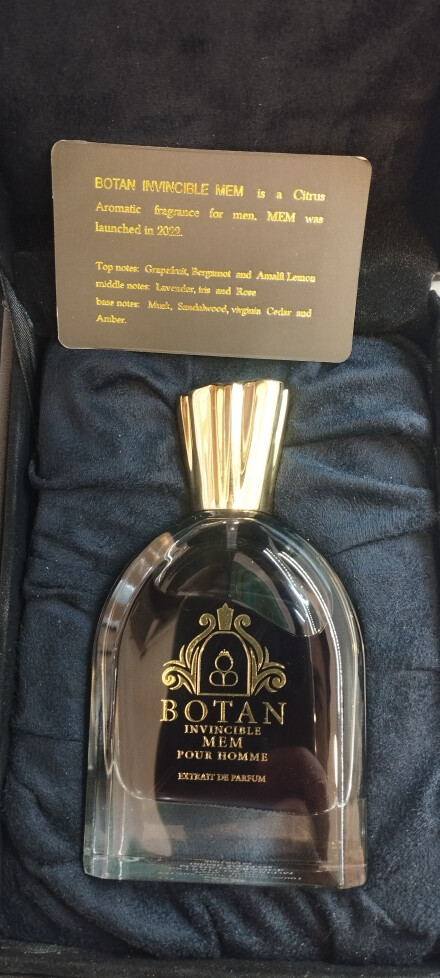 BOTAN INVINCIBLE MEM is a Citrus
Aromatic fragrance for men. MEM was
launched in 2022.
Top notes: Grapefruit, Bergamot and Amalfi Lemon
middle notes: Lavender, iris and Rose
base notes: Musk, Sandalwood, virginia Cedar and
Amber.
BOTAN
INVINCIBLE
MEM
POUR HOMME
EXTRAIT DE PARFUM